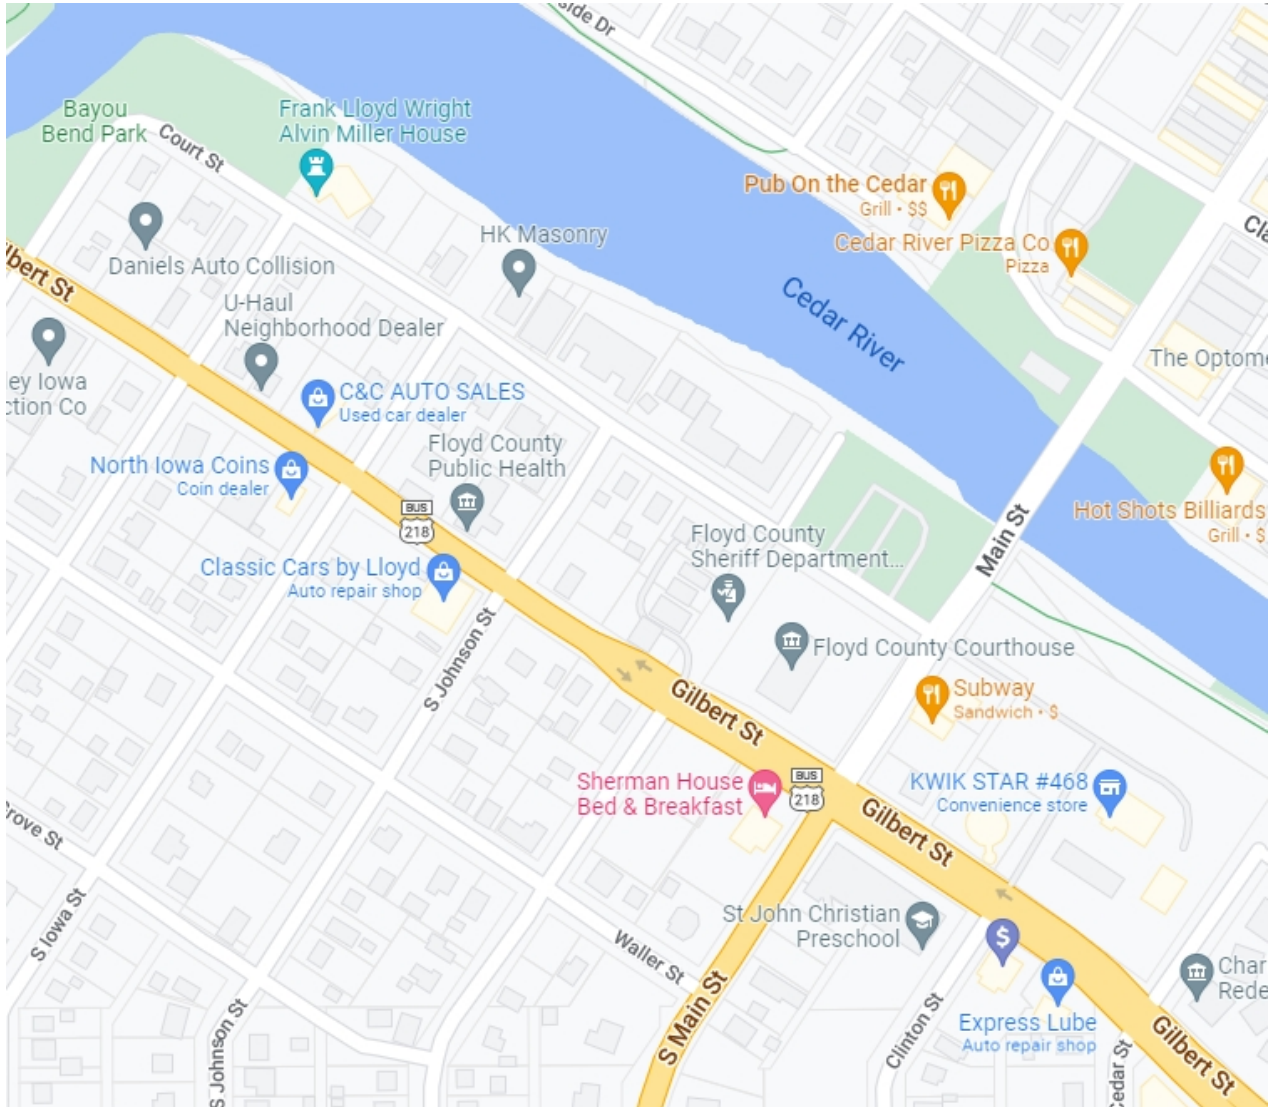 side Dr
Bayou
Bend Park
Court St
Frank Lloyd Wright
Alvin Miller House
Pub On the Cedar
Grill • $$
Cedar River Pizza Co
Pizza
Cla
HK Masonry
Daniels Auto Collision
ilbert St
U-Haul
Neighborhood Dealer
Cedar River
The Optome
ey Iowa
ction Co
C&C AUTO SALES
Used car dealer
Floyd County
Public Health
North Iowa Coins
Coin dealer
BUS
218
Hot Shots Billiards
Grill • $
Main St
Floyd County
Sheriff Department...
Classic Cars by Lloyd
Auto repair shop
S Johnson St
Floyd County Courthouse
Gilbert St
Subway
Sandwich • $
Sherman House
Bed & Breakfast
BUS
218
KWIK STAR #468
Convenience store
Gilbert St
Grove St
S Iowa St
St John Christian
Preschool
$
Waller St
Char
Rede
S Main St
S Johnson St
Clinton St
Express Lube
Auto repair shop
Cedar St
Gilbert St